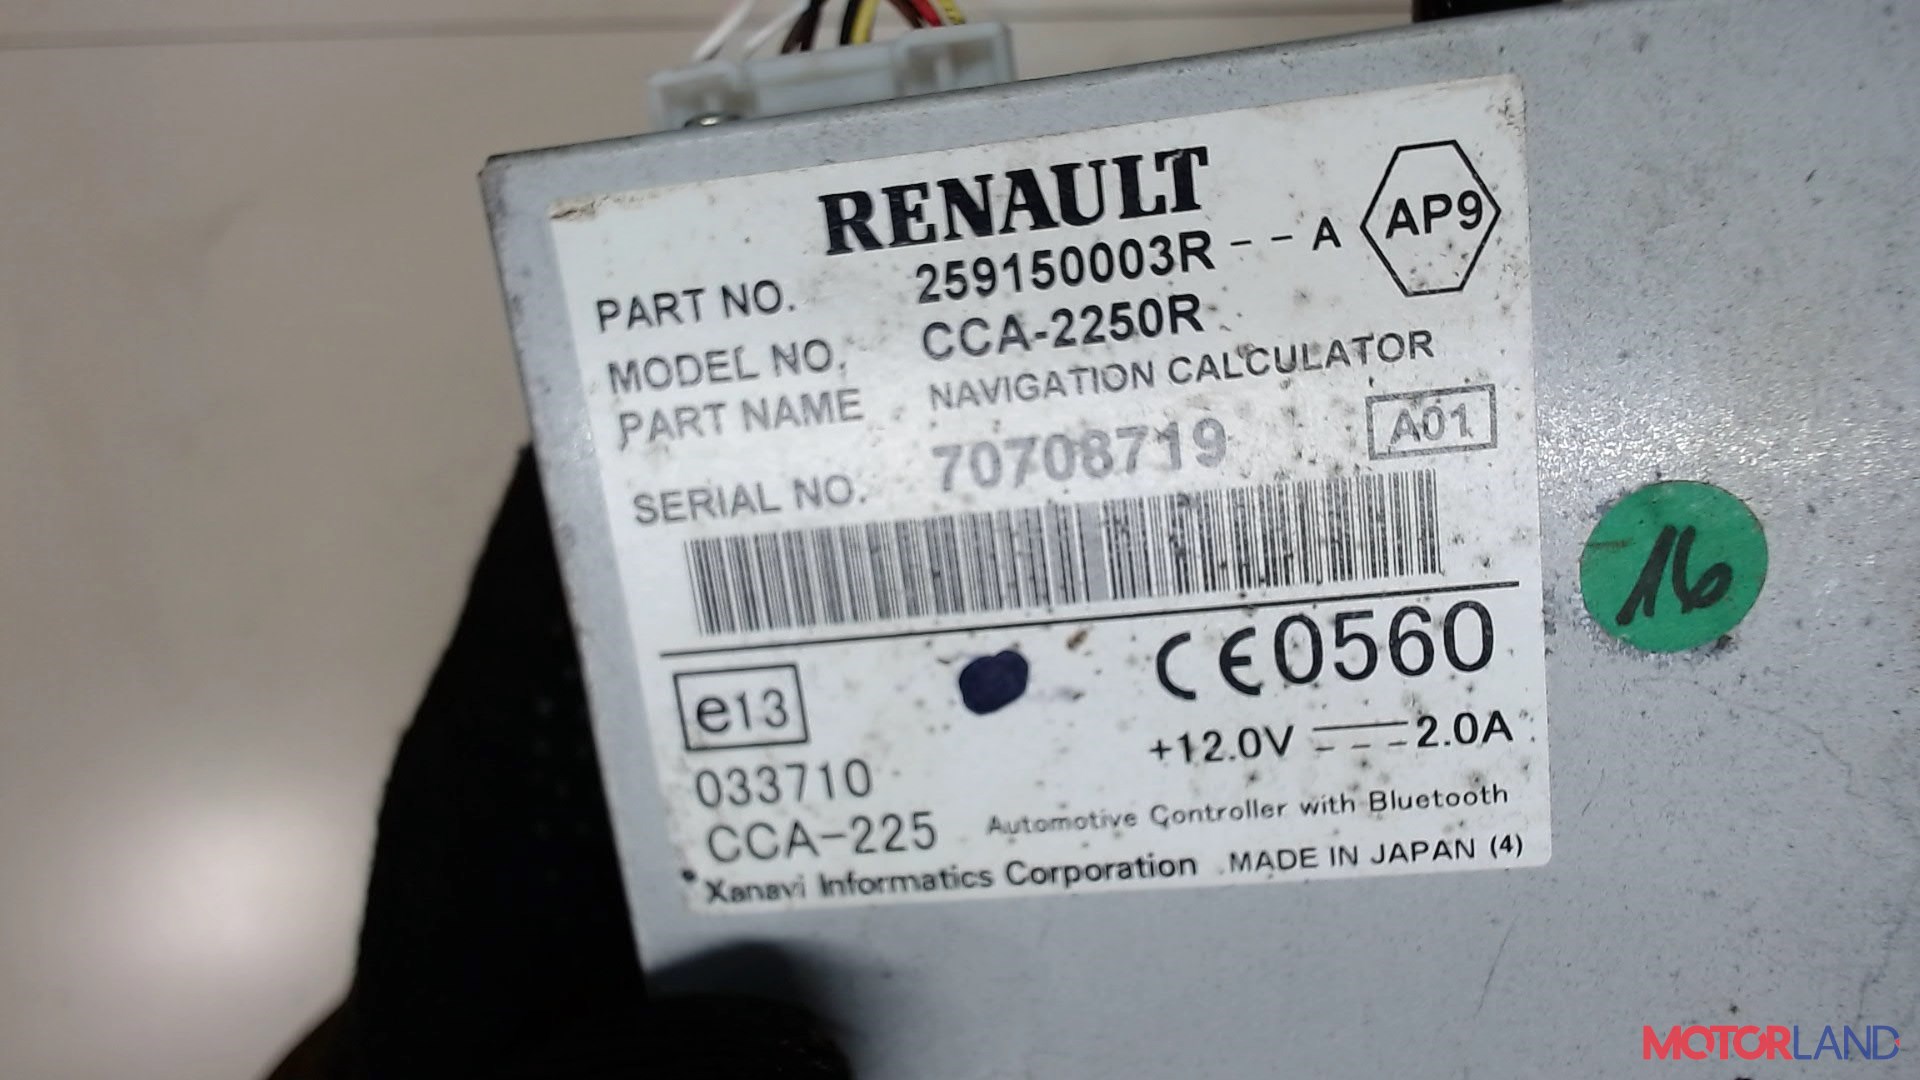 RENAULT
PART NO. 259150003R - - A AP9
MODEL NO. CCA-2250R
PART NAME NAVIGATION CALCULATOR
SERIAL NO. 70708719 A01
CE0560
e13
+12.0V 2.0A
033710
CCA-225 Automotive Controller with Bluetooth
Xanavi Informatics Corporation MADE IN JAPAN (4)
16
MOTORLAND